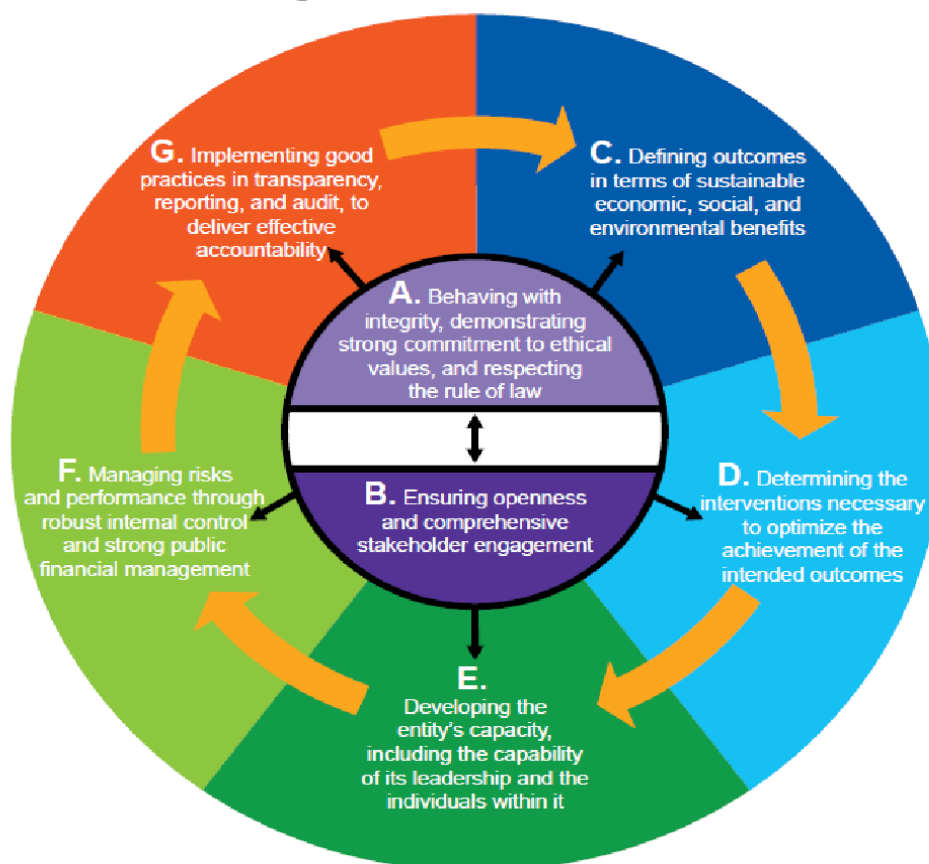 A. Behaving with
integrity, demonstrating
strong commitment to ethical
values, and respecting
the rule of law
B. Ensuring openness
and comprehensive
stakeholder engagement
C. Defining outcomes
in terms of sustainable
economic, social, and
environmental benefits
D. Determining the
interventions necessary
to optimize the
achievement of the
intended outcomes
E.
Developing the
entity's capacity,
including the capability
of its leadership and the
individuals within it
F. Managing risks
and performance through
robust internal control
and strong public
financial management
G. Implementing good
practices in transparency,
reporting, and audit, to
deliver effective
accountability